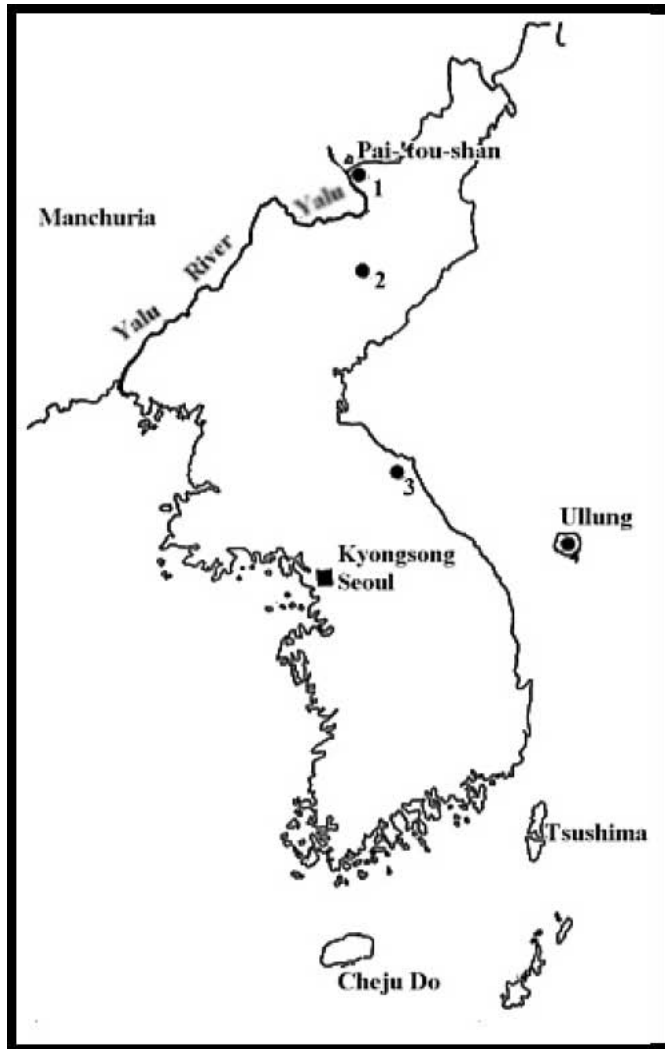 Pai-'tou-shan
1
Yalu
Manchuria
River
2
Yalu
3
Ullung
Kyongsong
Seoul
Tsushima
Cheju Do